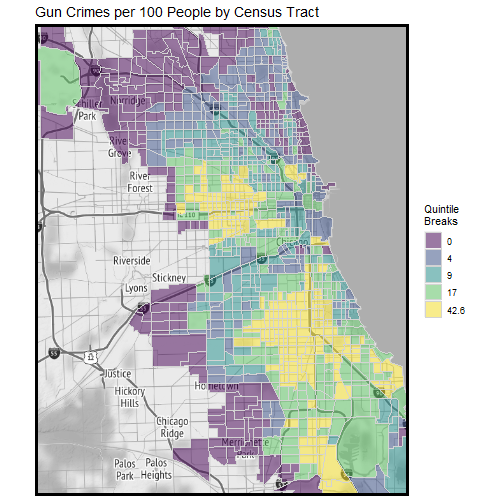 Gun Crimes per 100 People by Census Tract
Schiller
Park
Norridge
River
Grove
River
Forest
IL 110
Chicago
Riverside
Stickney
Lyons
55
Justice
Hickory
Hills
Hometown
Chicago
Ridge
Merrionette
Park
Palos
Park
Palos
Heights
Quintile
Breaks
0
4
9
17
42.6